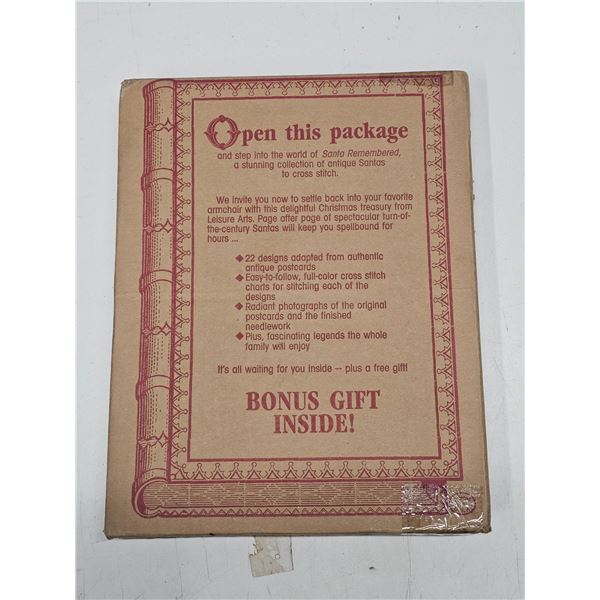 Open this package
and step into the world of Santa Remembered,
a stunning collection of antique Santas
to cross stitch.
We invite you now to settle back into your favorite
armchair with this delightful Christmas treasury from
Leisure Arts. Page after page of spectacular turn-of-
the-century Santas will keep you spellbound for
hours ...
◆22 designs adapted from authentic
antique postcards
◆Easy-to-follow, full-color cross stitch
charts for stitching each of the
designs
◆Radiant photographs of the original
postcards and the finished
needlework
◆Plus, fascinating legends the whole
family will enjoy
It's all waiting for you inside -- plus a free gift!
BONUS GIFT
INSIDE!